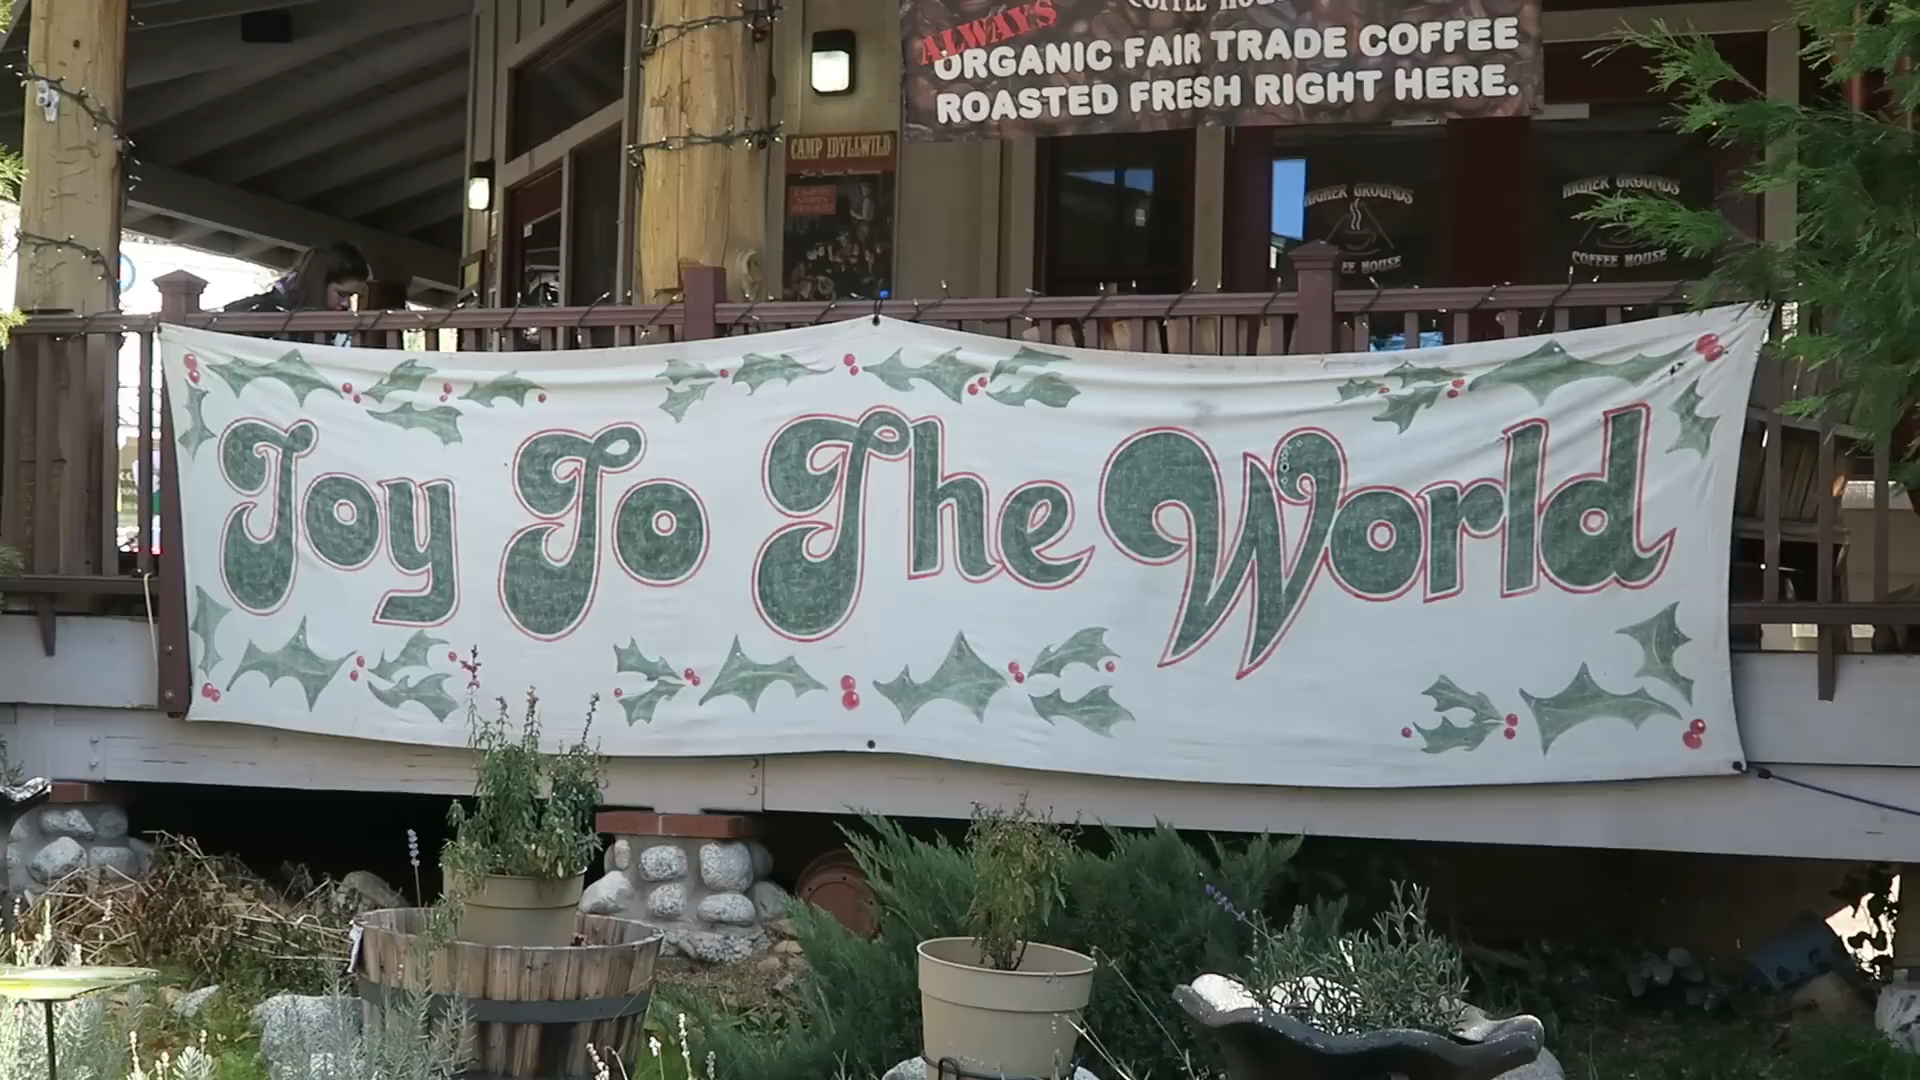 COFFEE HOUSE
ALWAYS
ORGANIC FAIR TRADE COFFEE
ROASTED FRESH RIGHT HERE.
CAMP IDYLLWILD
HIGHER GROUNDS
COFFEE HOUSE
HIGHER GROUNDS
COFFEE HOUSE
Joy To The World